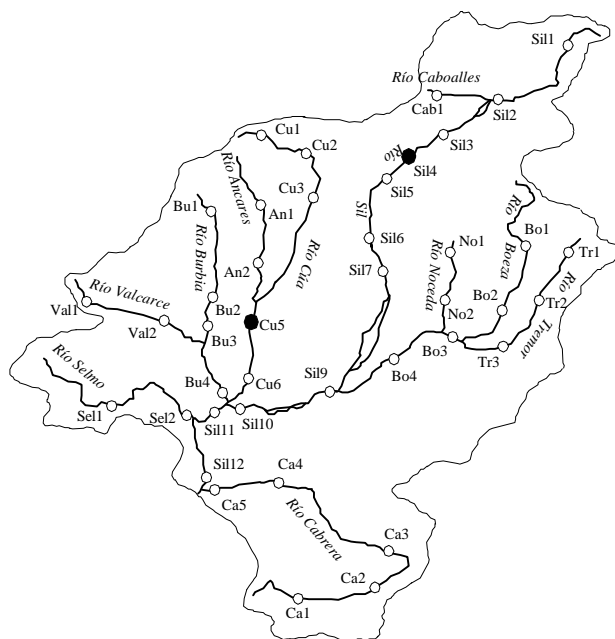 Sil1
Río Caboalles
Cab1
Sil2
Cu1
Cu2
Sil3
Río
Sil4
Río Ancares
Cu3
Sil5
Río
Bu1
An1
Sil
Sil6
No1
Bo1
Tr1
Río Burbia
Río Cúa
Río Noceda
Boeza
An2
Sil7
Río
Río Valcarce
Val1
Bu2
No2
Bo2
Tr2
Val2
Cu5
Tremor
Bu3
Bo3
Tr3
Río Selmo
Bu4
Cu6
Sil9
Bo4
Sel1
Sel2
Sil11
Sil10
Sil12
Ca4
Ca5
Río Cabrera
Ca3
Ca2
Ca1